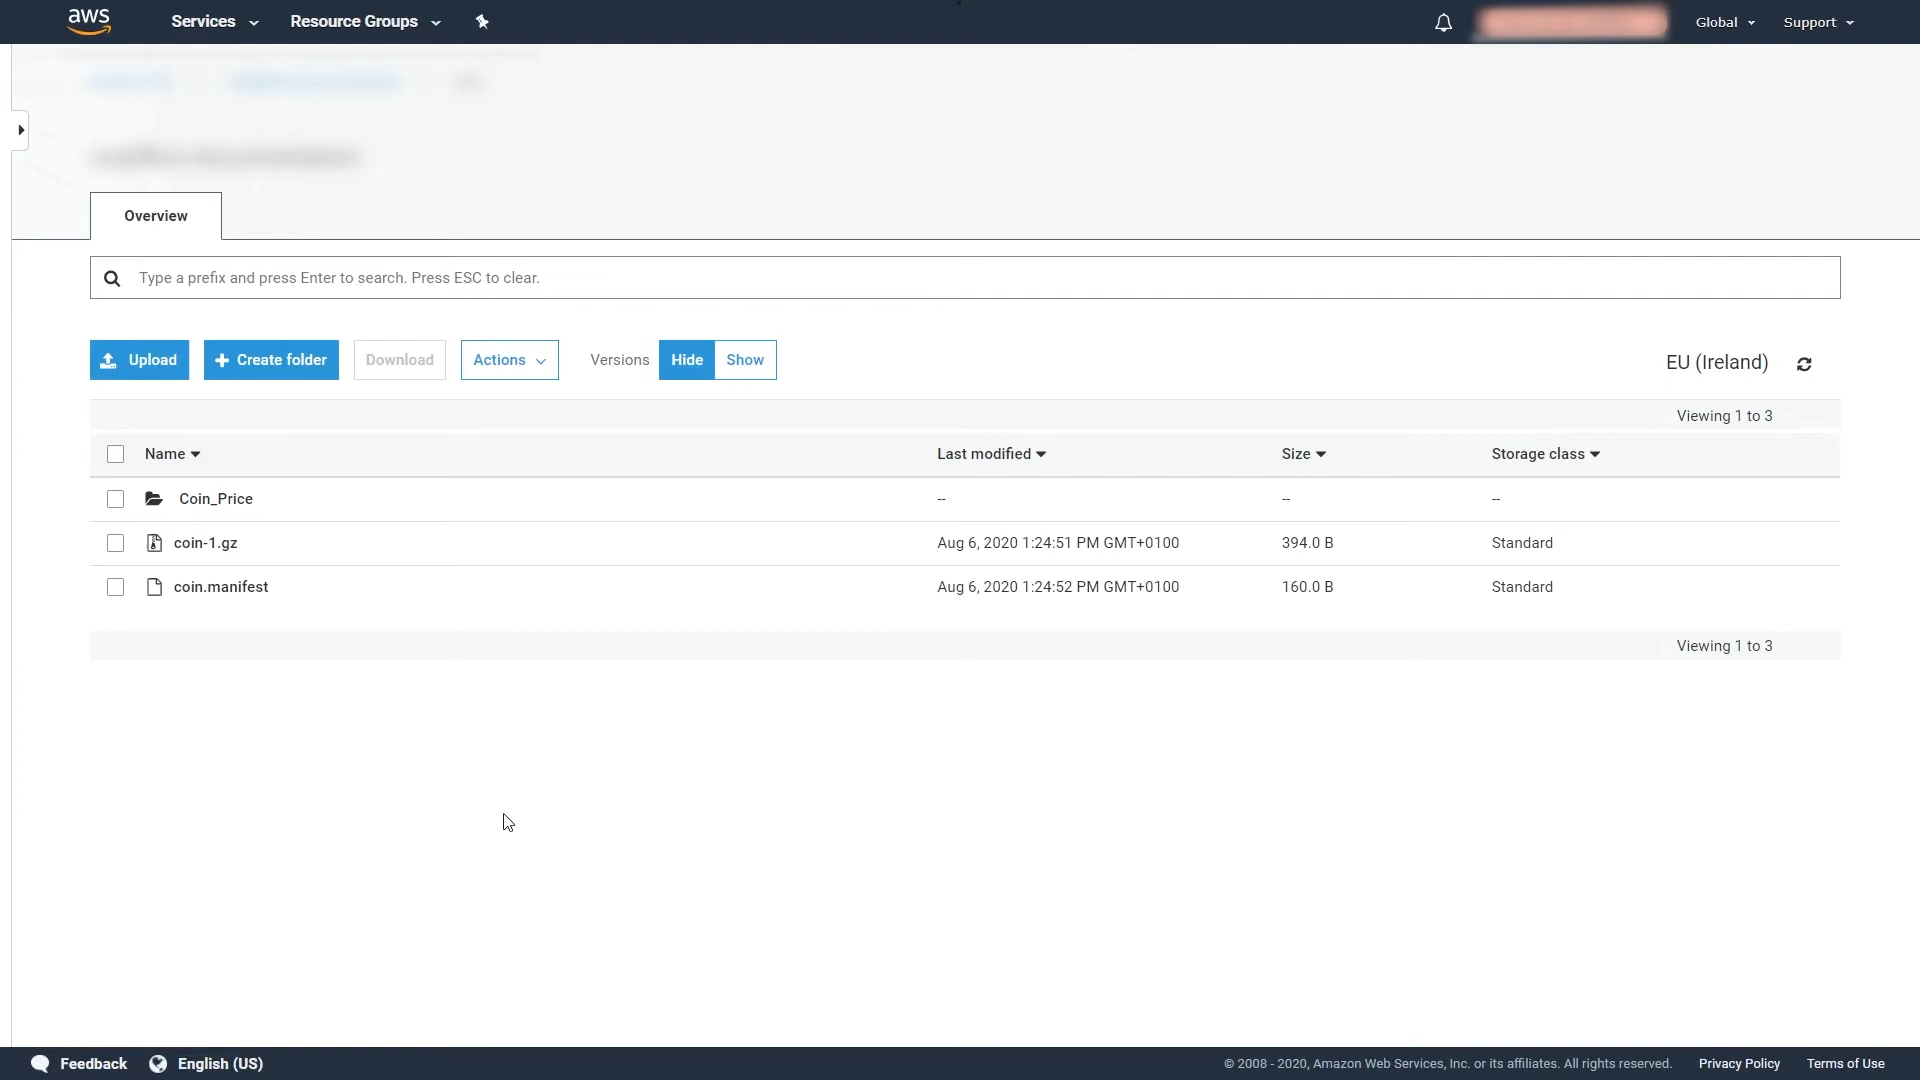 aws Services Resource Groups Global Support
Overview
Type a prefix and press Enter to search. Press ESC to clear.
Upload Create folder Download Actions Versions Hide Show EU (Ireland)
Viewing 1 to 3
Name Last modified Size Storage class
Coin_Price -- -- --
coin-1.gz Aug 6, 2020 1:24:51 PM GMT+0100 394.0 B Standard
coin.manifest Aug 6, 2020 1:24:52 PM GMT+0100 160.0 B Standard
Viewing 1 to 3
Feedback English (US) © 2008 - 2020, Amazon Web Services, Inc. or its affiliates. All rights reserved. Privacy Policy Terms of Use